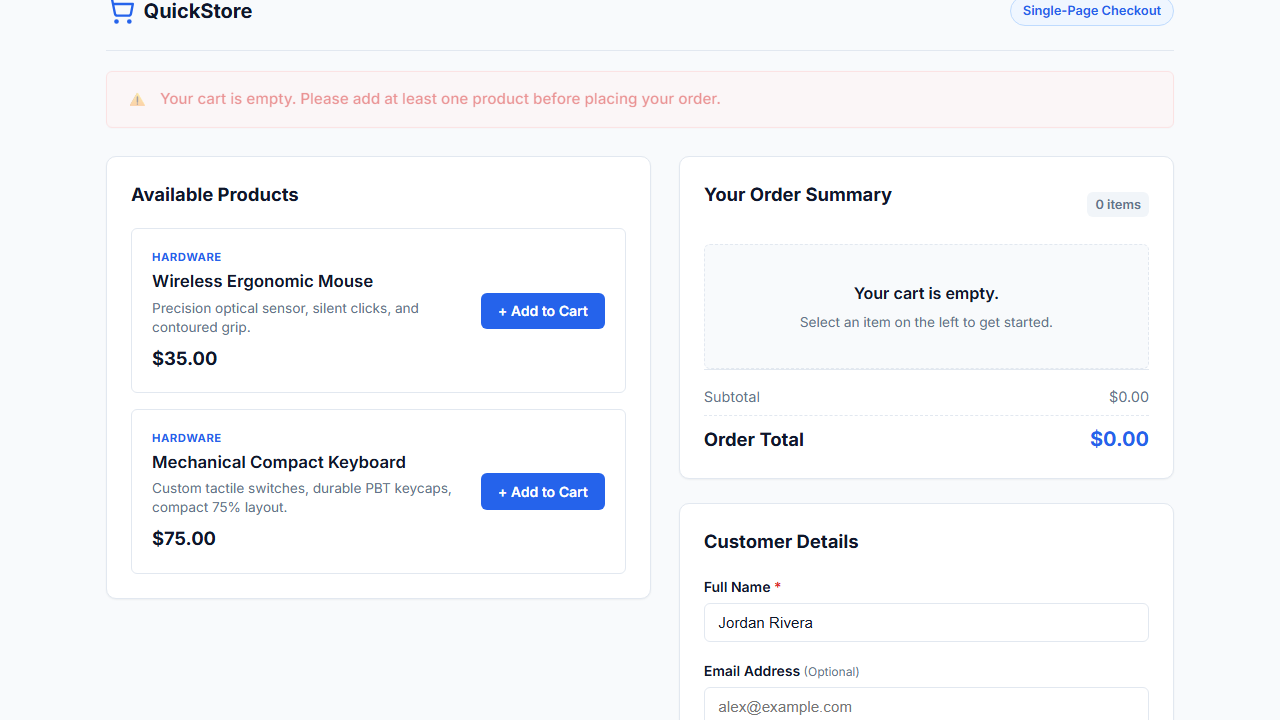 QuickStore
Single-Page Checkout
Your cart is empty. Please add at least one product before placing your order.
Available Products
HARDWARE
Wireless Ergonomic Mouse
Precision optical sensor, silent clicks, and
contoured grip.
$35.00
+ Add to Cart
HARDWARE
Mechanical Compact Keyboard
Custom tactile switches, durable PBT keycaps,
compact 75% layout.
$75.00
+ Add to Cart
Your Order Summary
0 items
Your cart is empty.
Select an item on the left to get started.
Subtotal $0.00
Order Total $0.00
Customer Details
Full Name *
Jordan Rivera
Email Address (Optional)
alex@example.com